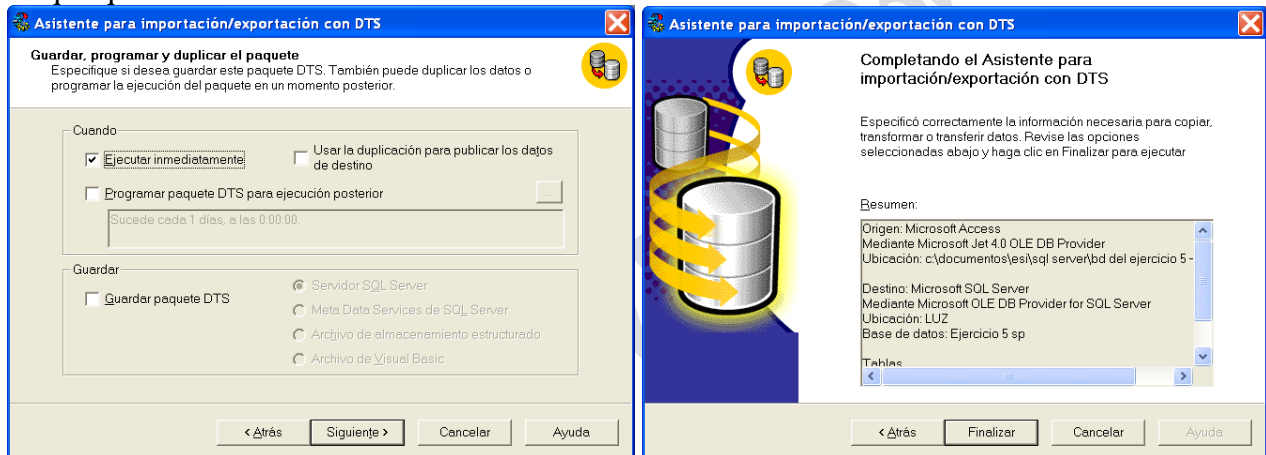 Asistente para importación/exportación con DTS
Guardar, programar y duplicar el paquete
Especifique si desea guardar este paquete DTS. También puede duplicar los datos o
programar la ejecución del paquete en un momento posterior.
Cuando
Ejecutar inmediatamente
Usar la duplicación para publicar los datos
de destino
Programar paquete DTS para ejecución posterior
...
Sucede cada 1 días, a las 0:00:00.
Guardar
Guardar paquete DTS
Servidor SQL Server
Meta Data Services de SQL Server
Archivo de almacenamiento estructurado
Archivo de Visual Basic
< Atrás
Siguiente >
Cancelar
Ayuda
Asistente para importación/exportación con DTS
Completando el Asistente para
importación/exportación con DTS
Especificó correctamente la información necesaria para copiar,
transformar o transferir datos. Revise las opciones
seleccionadas abajo y haga clic en Finalizar para ejecutar
Resumen:
Origen: Microsoft Access
Mediante Microsoft Jet 4.0 OLE DB Provider
Ubicación: c:\documentos\esi\sql server\bd del ejercicio 5 -
Destino: Microsoft SQL Server
Mediante Microsoft OLE DB Provider for SQL Server
Ubicación: LUZ
Base de datos: Ejercicio 5 sp
Tablas
< Atrás
Finalizar
Cancelar
Ayuda